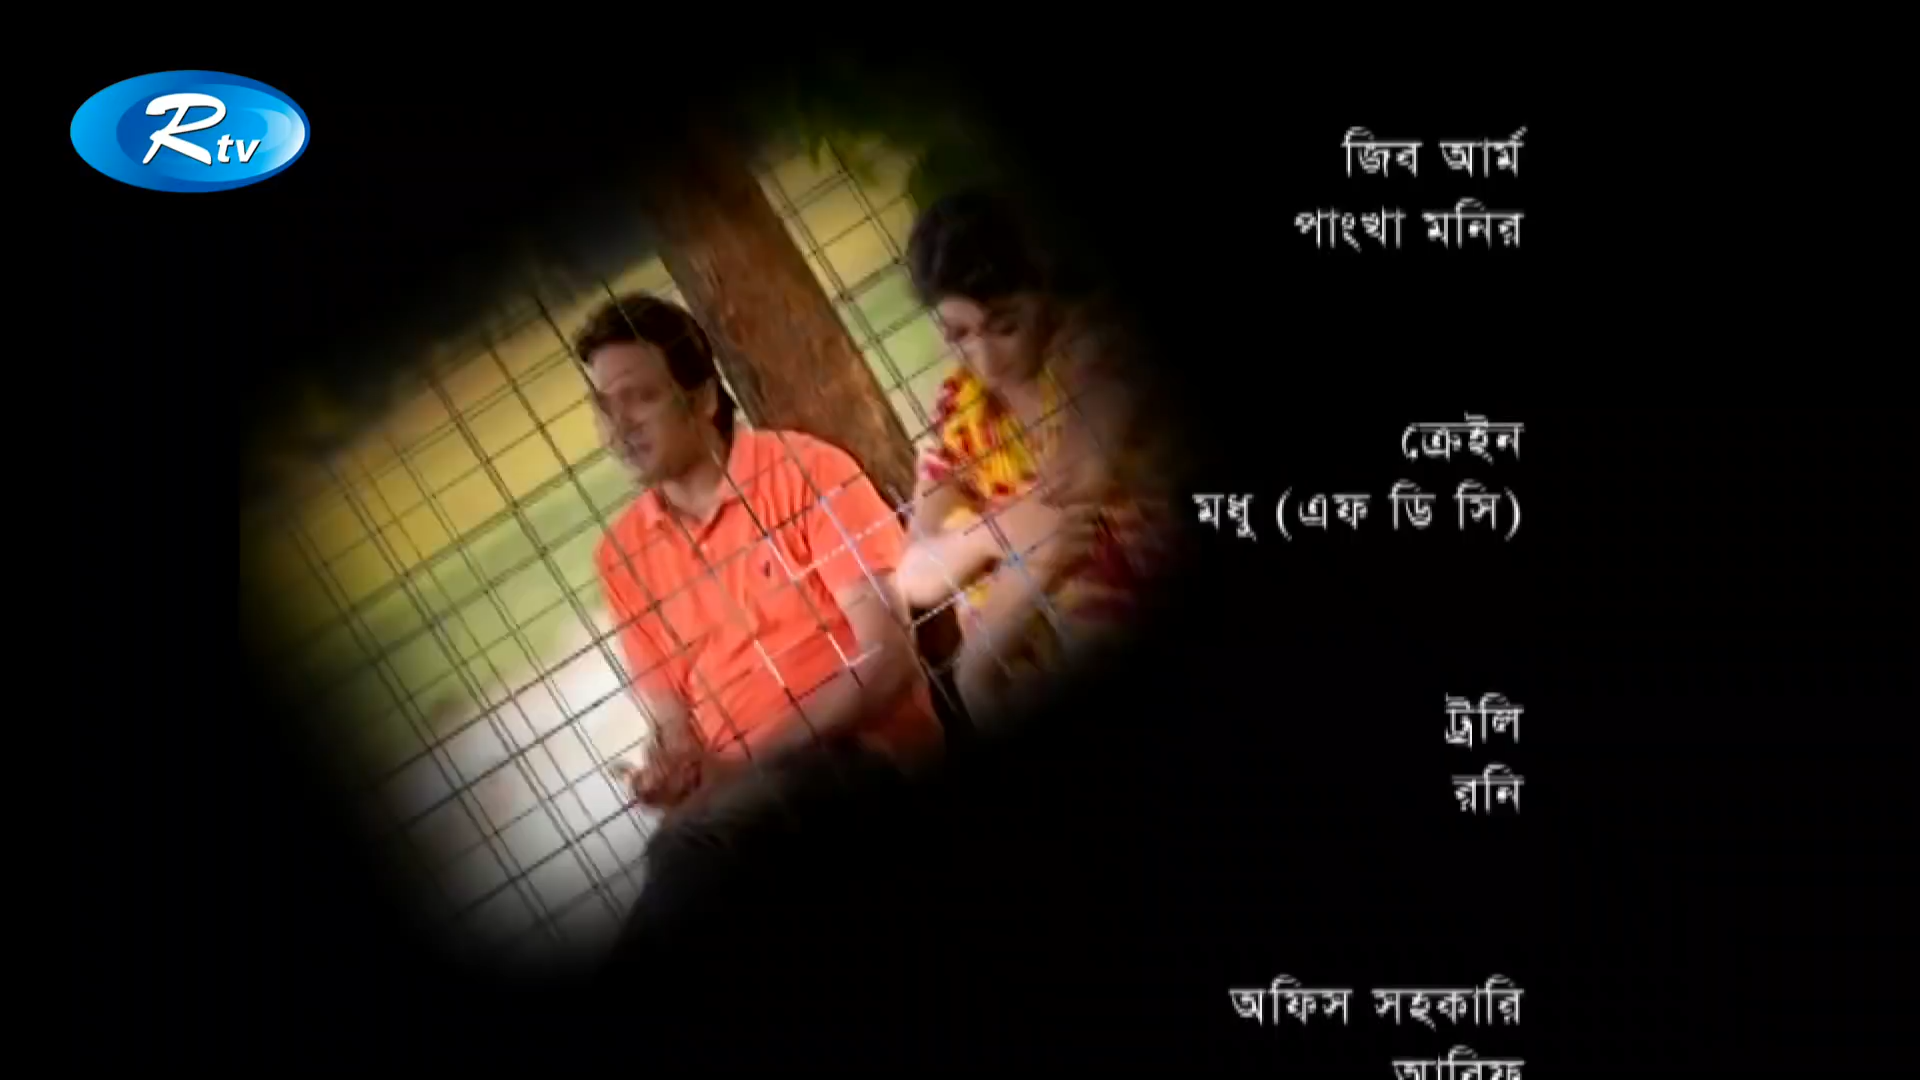 Rtv
জিব আর্ম
পাংখা মনির
ক্রেইন
মধু (এফ ডি সি)
ট্রলি
রনি
অফিস সহকারি